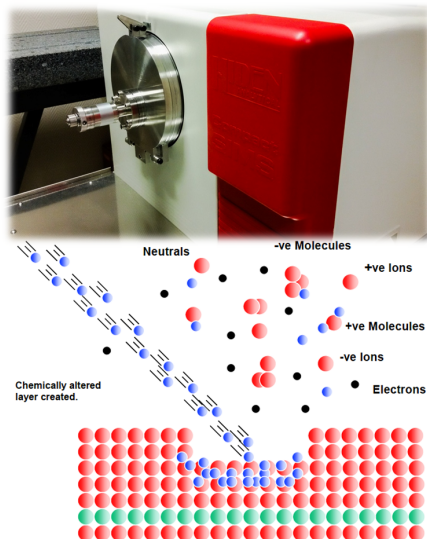 Neutrals
-ve Molecules
+ve Ions
+ve Molecules
-ve Ions
Electrons
Chemically altered
layer created.